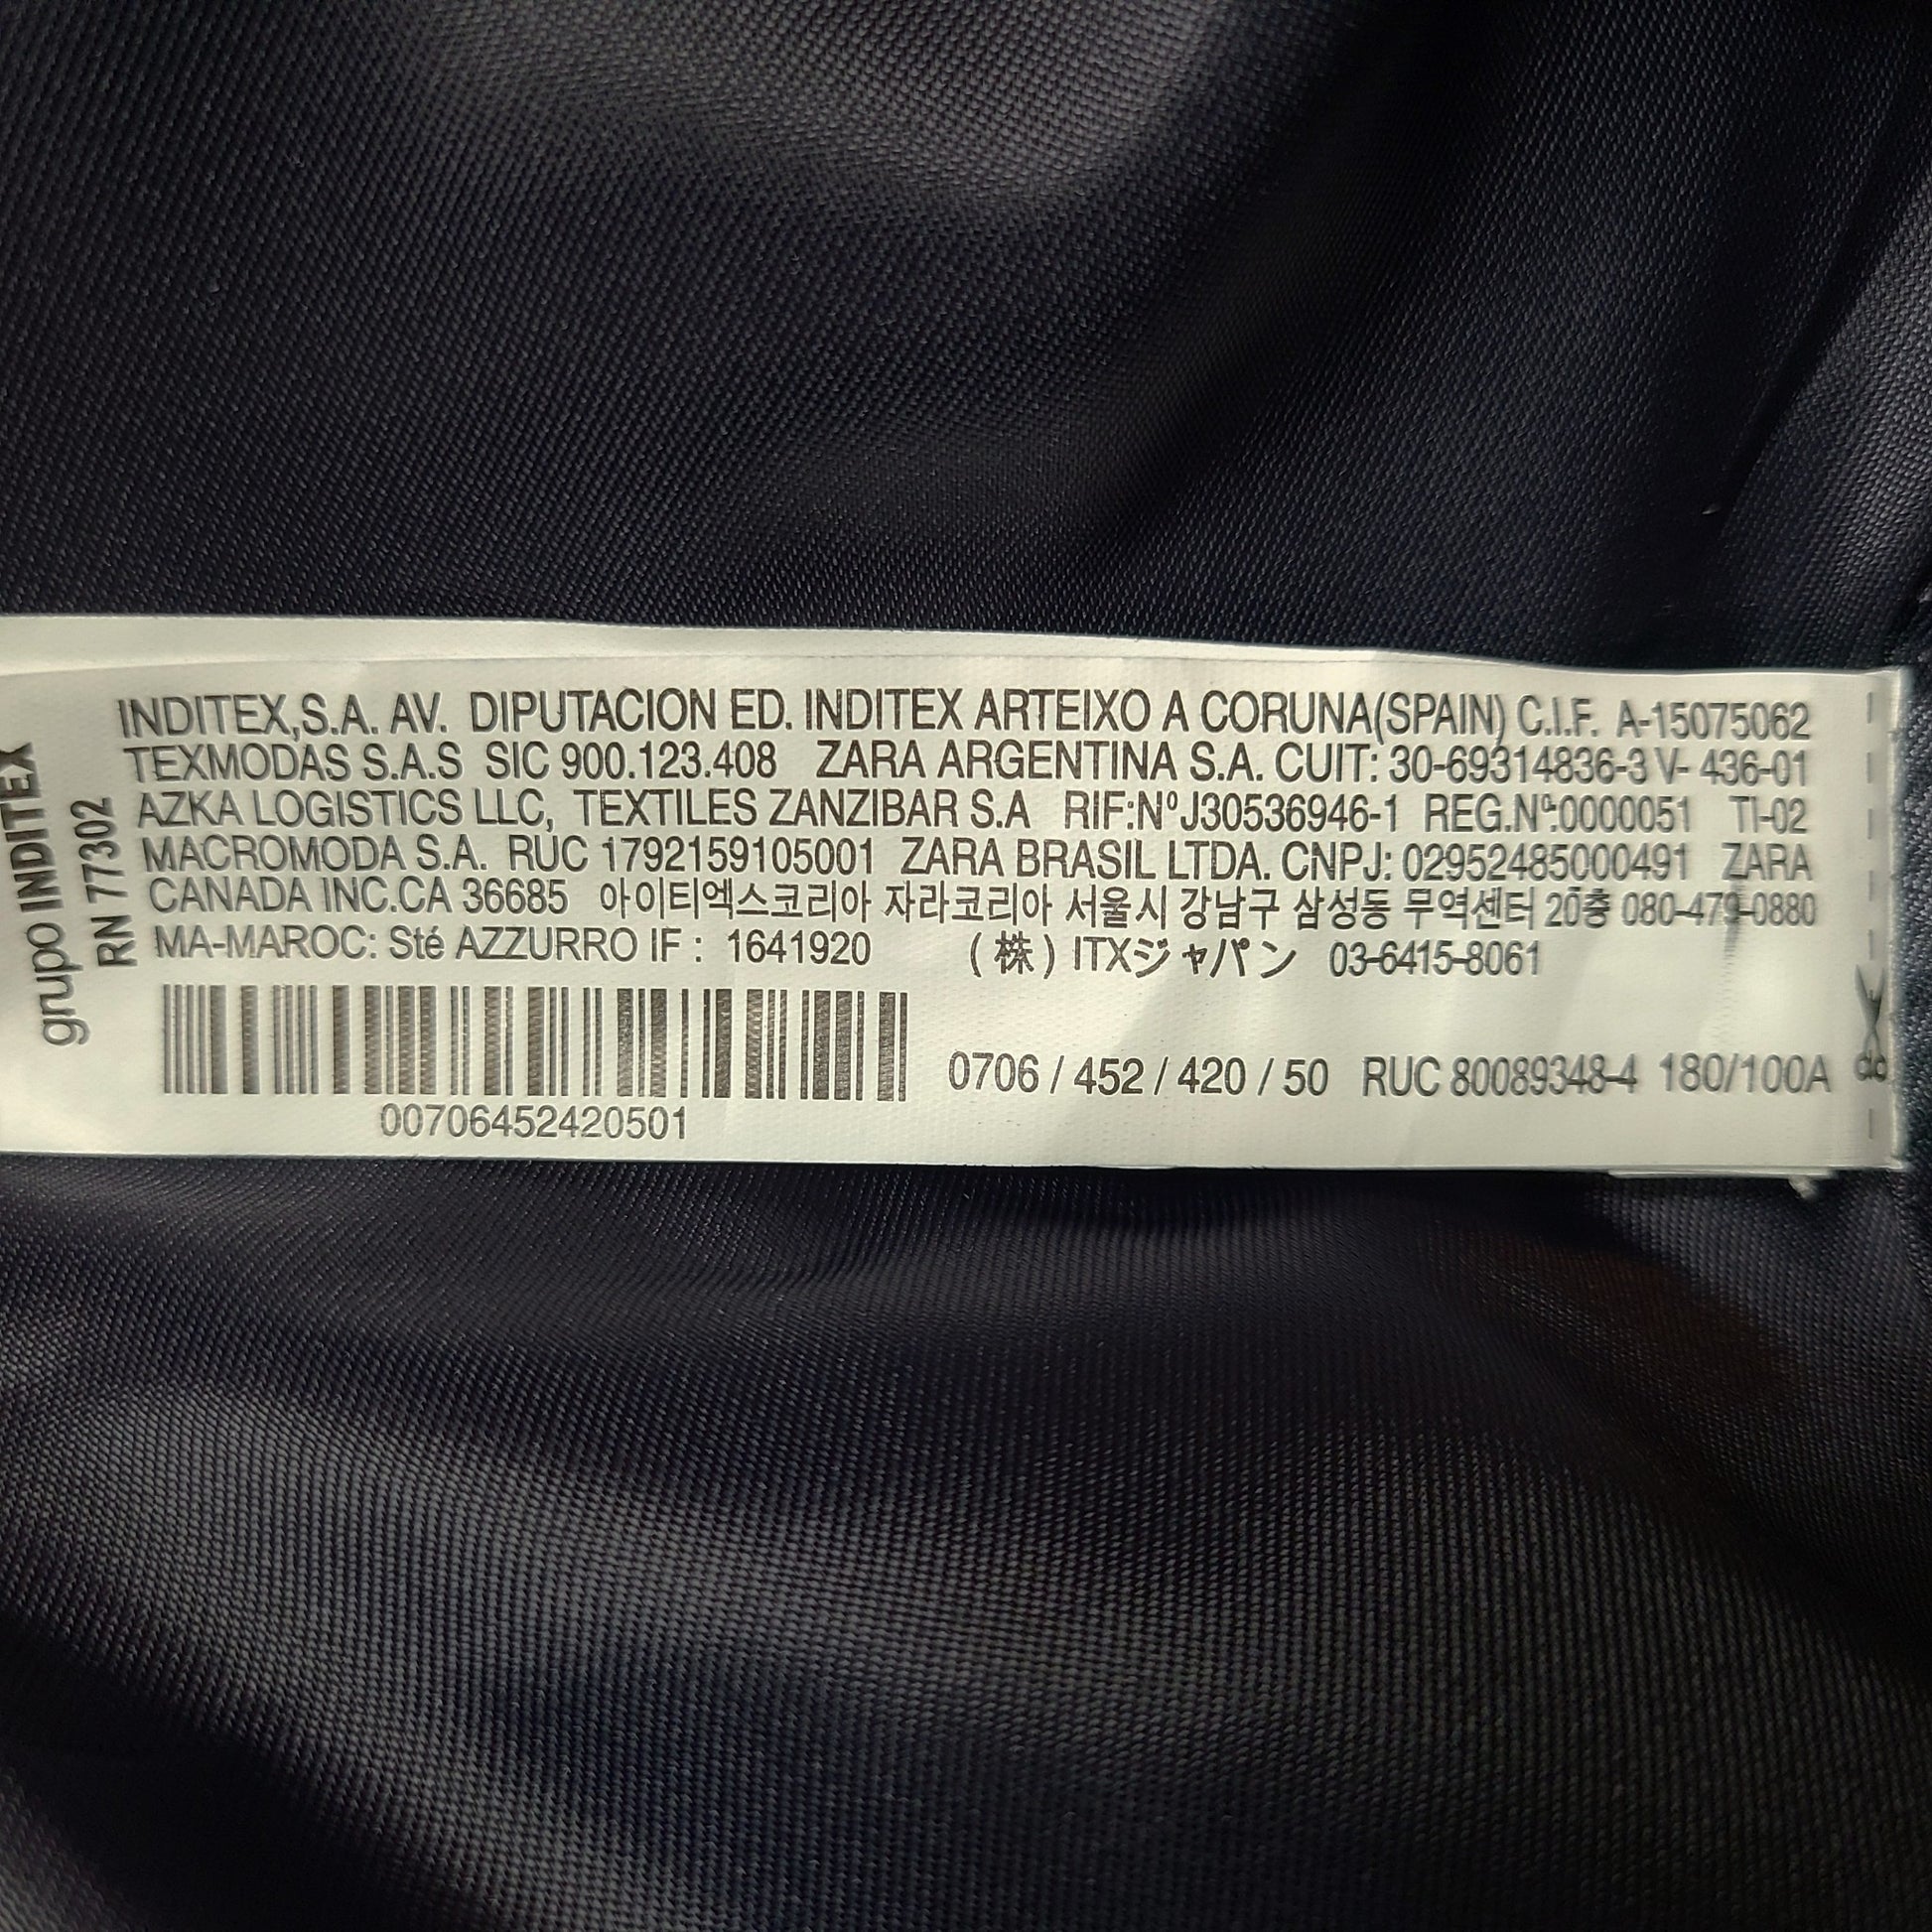 grupo INDITEX
RN 77302
INDITEX,S.A. AV. DIPUTACION ED. INDITEX ARTEIXO A CORUNA(SPAIN) C.I.F. A-15075062
TEXMODAS S.A.S SIC 900.123.408 ZARA ARGENTINA S.A. CUIT: 30-69314836-3 V- 436-01
AZKA LOGISTICS LLC, TEXTILES ZANZIBAR S.A RIF:NºJ30536946-1 REG.Nº:0000051 TI-02
MACROMODA S.A. RUC 1792159105001 ZARA BRASIL LTDA. CNPJ: 02952485000491 ZARA
CANADA INC.CA 36685 아이티엑스코리아 자라코리아 서울시 강남구 삼성동 무역센터 20층 080-479-0880
MA-MAROC: Sté AZZURRO IF : 1641920 (株) ITXジャパン 03-6415-8061
0706 / 452 / 420 / 50 RUC 80089348-4 180/100A
00706452420501